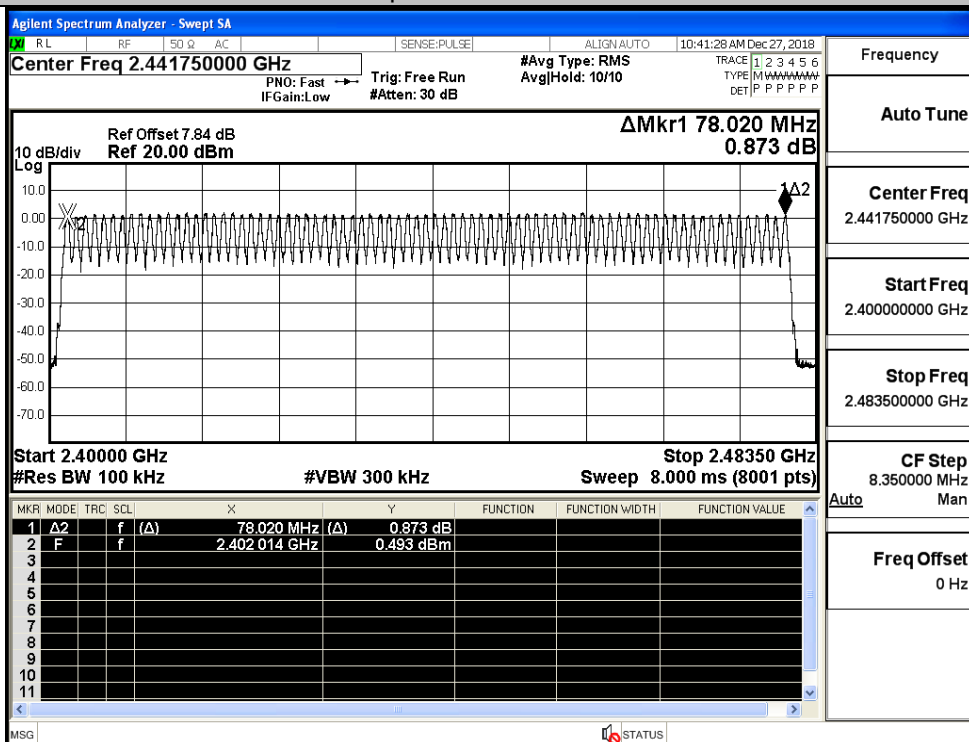 Agilent Spectrum Analyzer - Swept SA
LXI RL RF 50 Ω AC SENSE:PULSE ALIGN AUTO 10:41:28 AM Dec 27, 2018
Center Freq 2.441750000 GHz
PNO: Fast
IFGain:Low
Trig: Free Run
#Atten: 30 dB
#Avg Type: RMS
Avg|Hold: 10/10
TRACE 1 2 3 4 5 6
TYPE M W W W W W
DET P P P P P P
Ref Offset 7.84 dB
10 dB/div Ref 20.00 dBm
Log
ΔMkr1 78.020 MHz
0.873 dB
10.0
0.00
-10.0
-20.0
-30.0
-40.0
-50.0
-60.0
-70.0
1Δ2
2
Start 2.40000 GHz Stop 2.48350 GHz
#Res BW 100 kHz #VBW 300 kHz Sweep 8.000 ms (8001 pts)
MKR MODE TRC SCL X Y FUNCTION FUNCTION WIDTH FUNCTION VALUE
1 Δ2 f (Δ) 78.020 MHz (Δ) 0.873 dB
2 F f 2.402 014 GHz 0.493 dBm
3
4
5
6
7
8
9
10
11
MSG STATUS
Frequency
Auto Tune
Center Freq
2.441750000 GHz
Start Freq
2.400000000 GHz
Stop Freq
2.483500000 GHz
CF Step
8.350000 MHz
Auto Man
Freq Offset
0 Hz